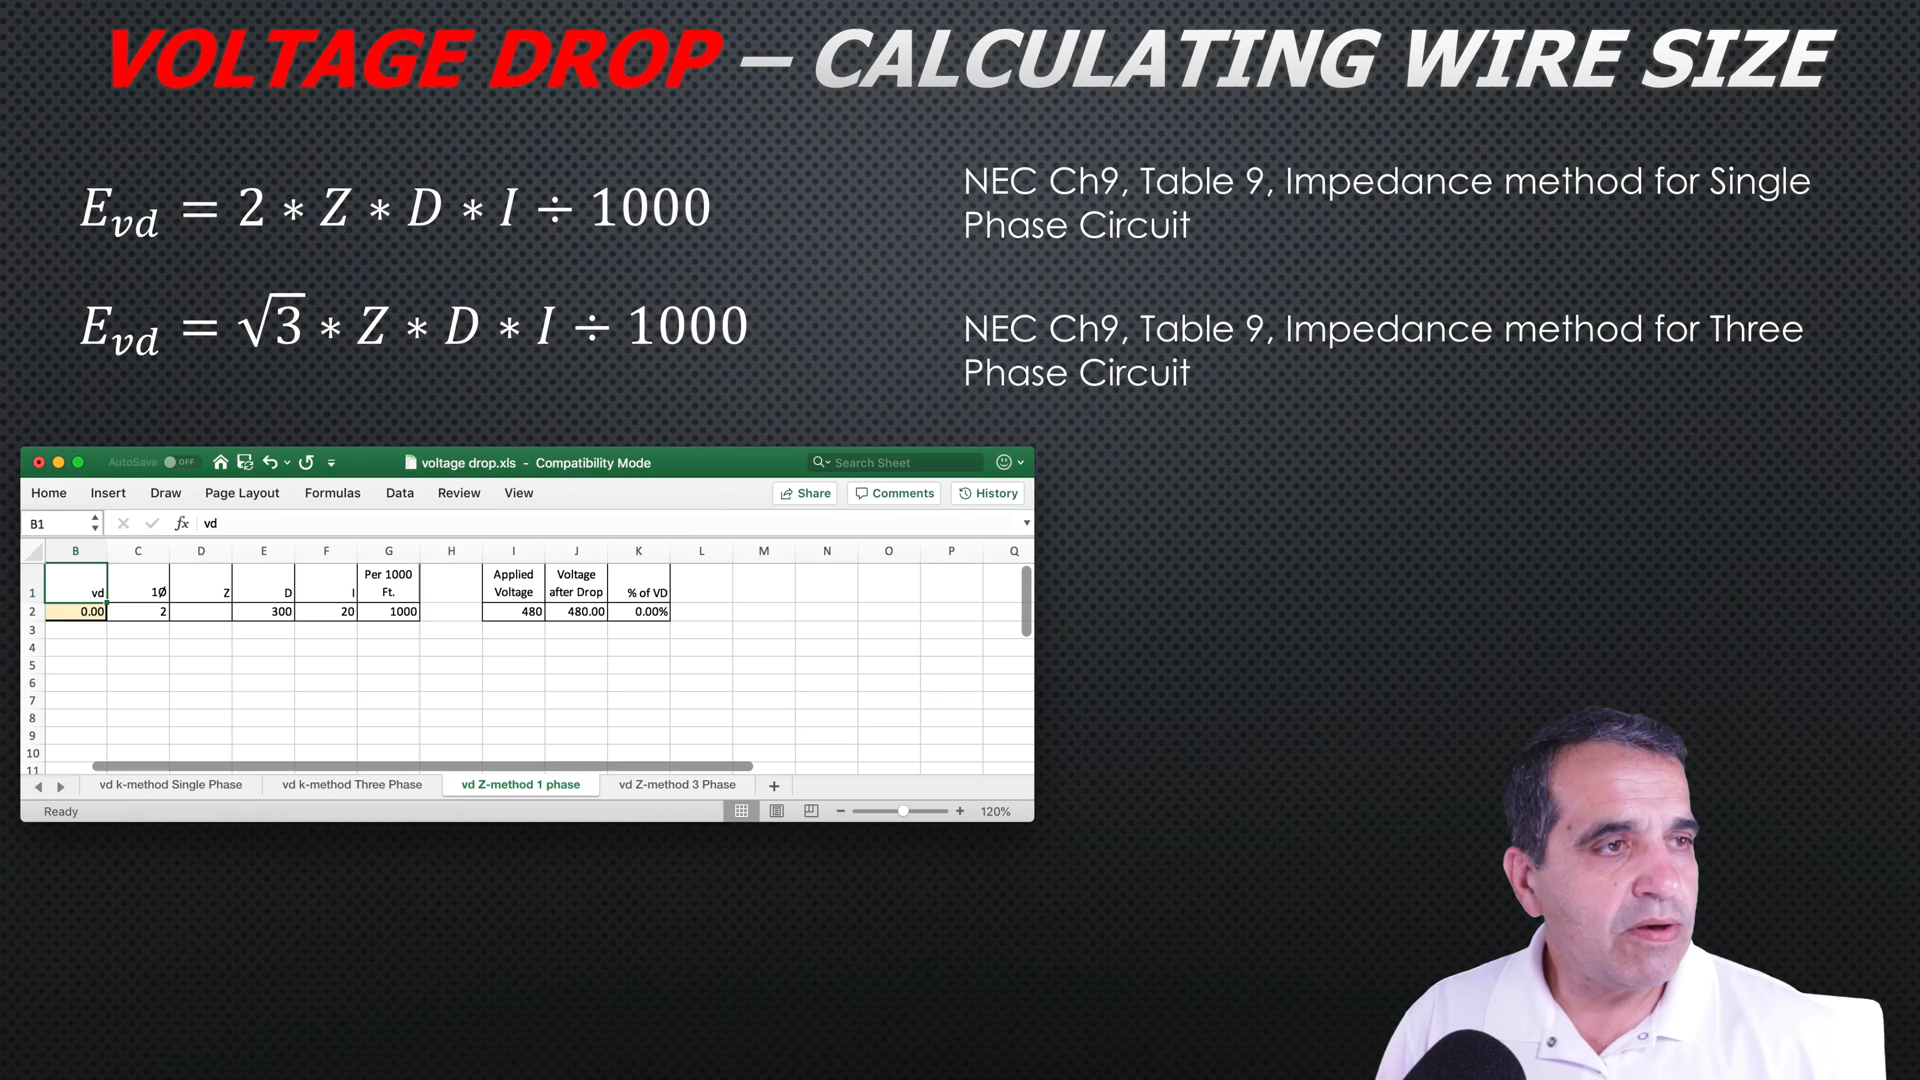 VOLTAGE DROP – CALCULATING WIRE SIZE
E_vd = 2 * Z * D * I ÷ 1000
NEC Ch9, Table 9, Impedance method for Single
Phase Circuit
E_vd = √3 * Z * D * I ÷ 1000
NEC Ch9, Table 9, Impedance method for Three
Phase Circuit
AutoSave OFF voltage drop.xls - Compatibility Mode Search Sheet
Home Insert Draw Page Layout Formulas Data Review View Share Comments History
B1 fx vd
B C D E F G H I J K L M N O P Q
Per 1000 Applied Voltage
1 vd 1Ø Z D I Ft. Voltage after Drop % of VD
2 0.00 2 300 20 1000 480 480.00 0.00%
3
4
5
6
7
8
9
10
11
vd k-method Single Phase vd k-method Three Phase vd Z-method 1 phase vd Z-method 3 Phase +
Ready − + 120%